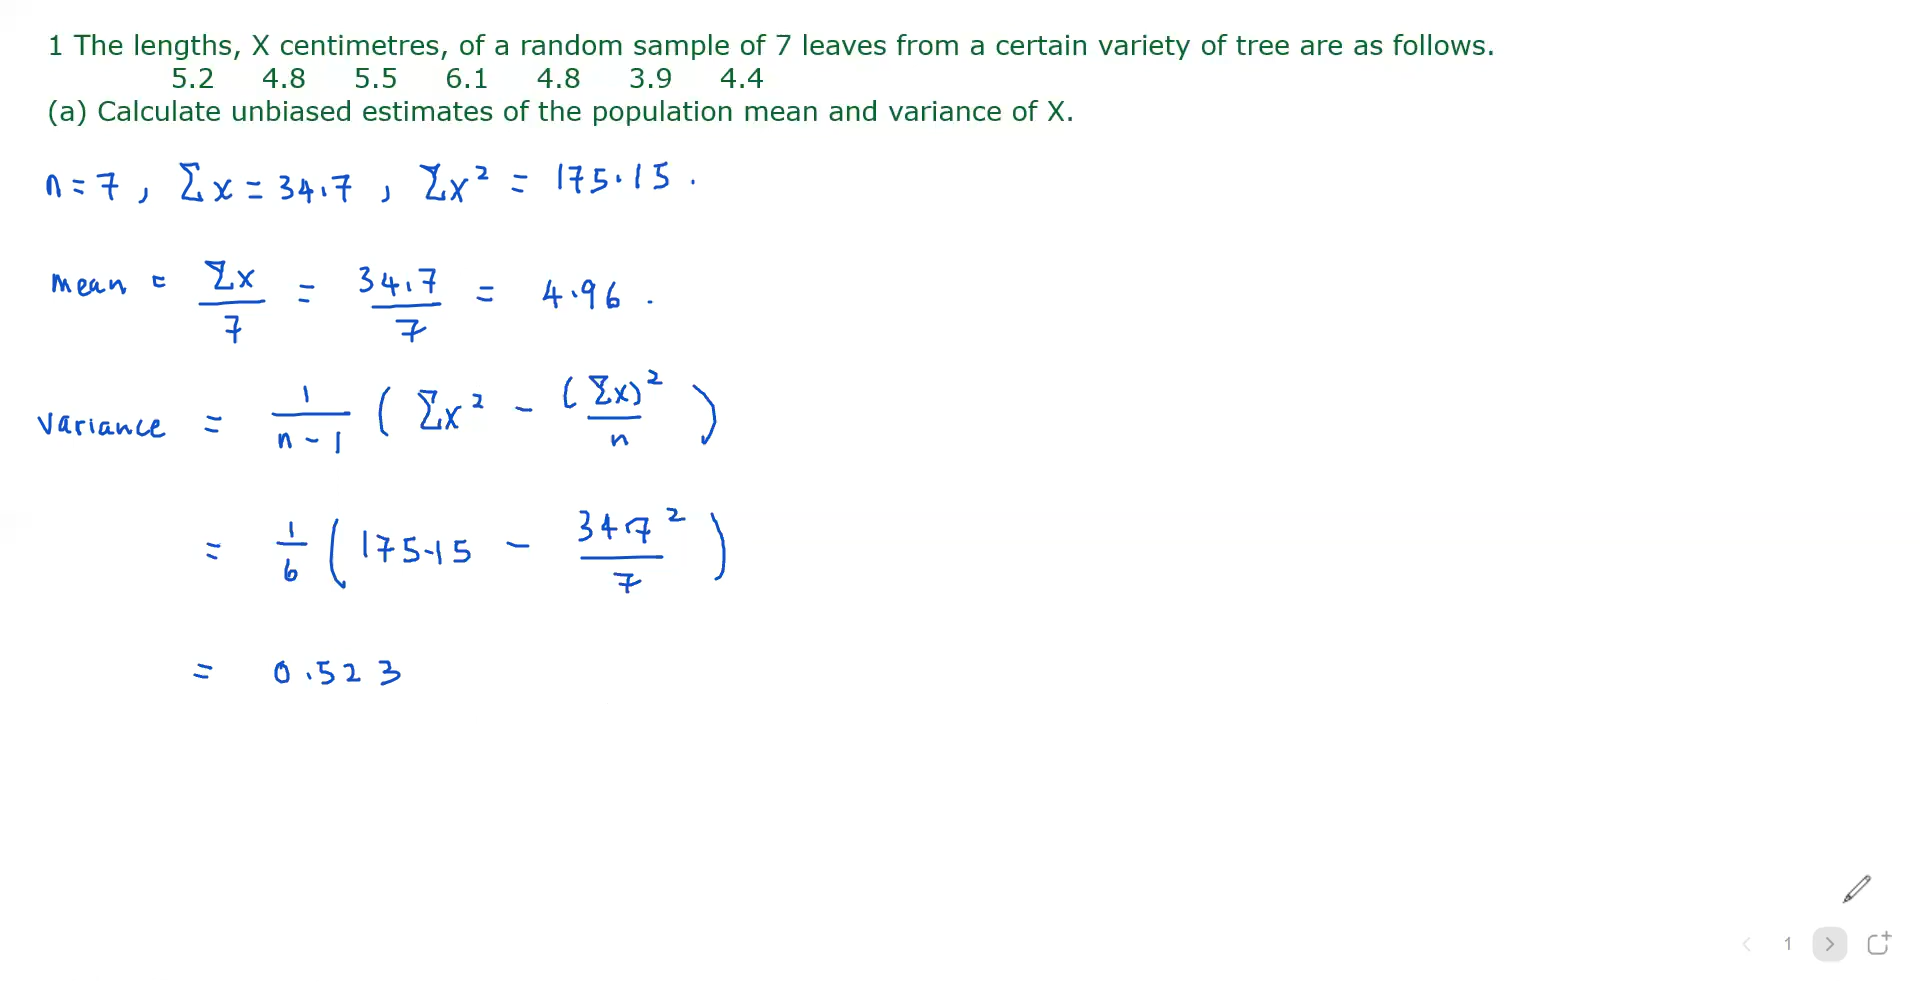 1 The lengths, X centimetres, of a random sample of 7 leaves from a certain variety of tree are as follows.
5.2 4.8 5.5 6.1 4.8 3.9 4.4
(a) Calculate unbiased estimates of the population mean and variance of X.
n = 7 , Σx = 34.7 , Σx² = 175.15 .
mean = Σx/7 = 34.7/7 = 4.96 .
variance = 1/(n-1) ( Σx² - (Σx)²/n )
= 1/6 ( 175.15 - 34.7²/7 )
= 0.523
1